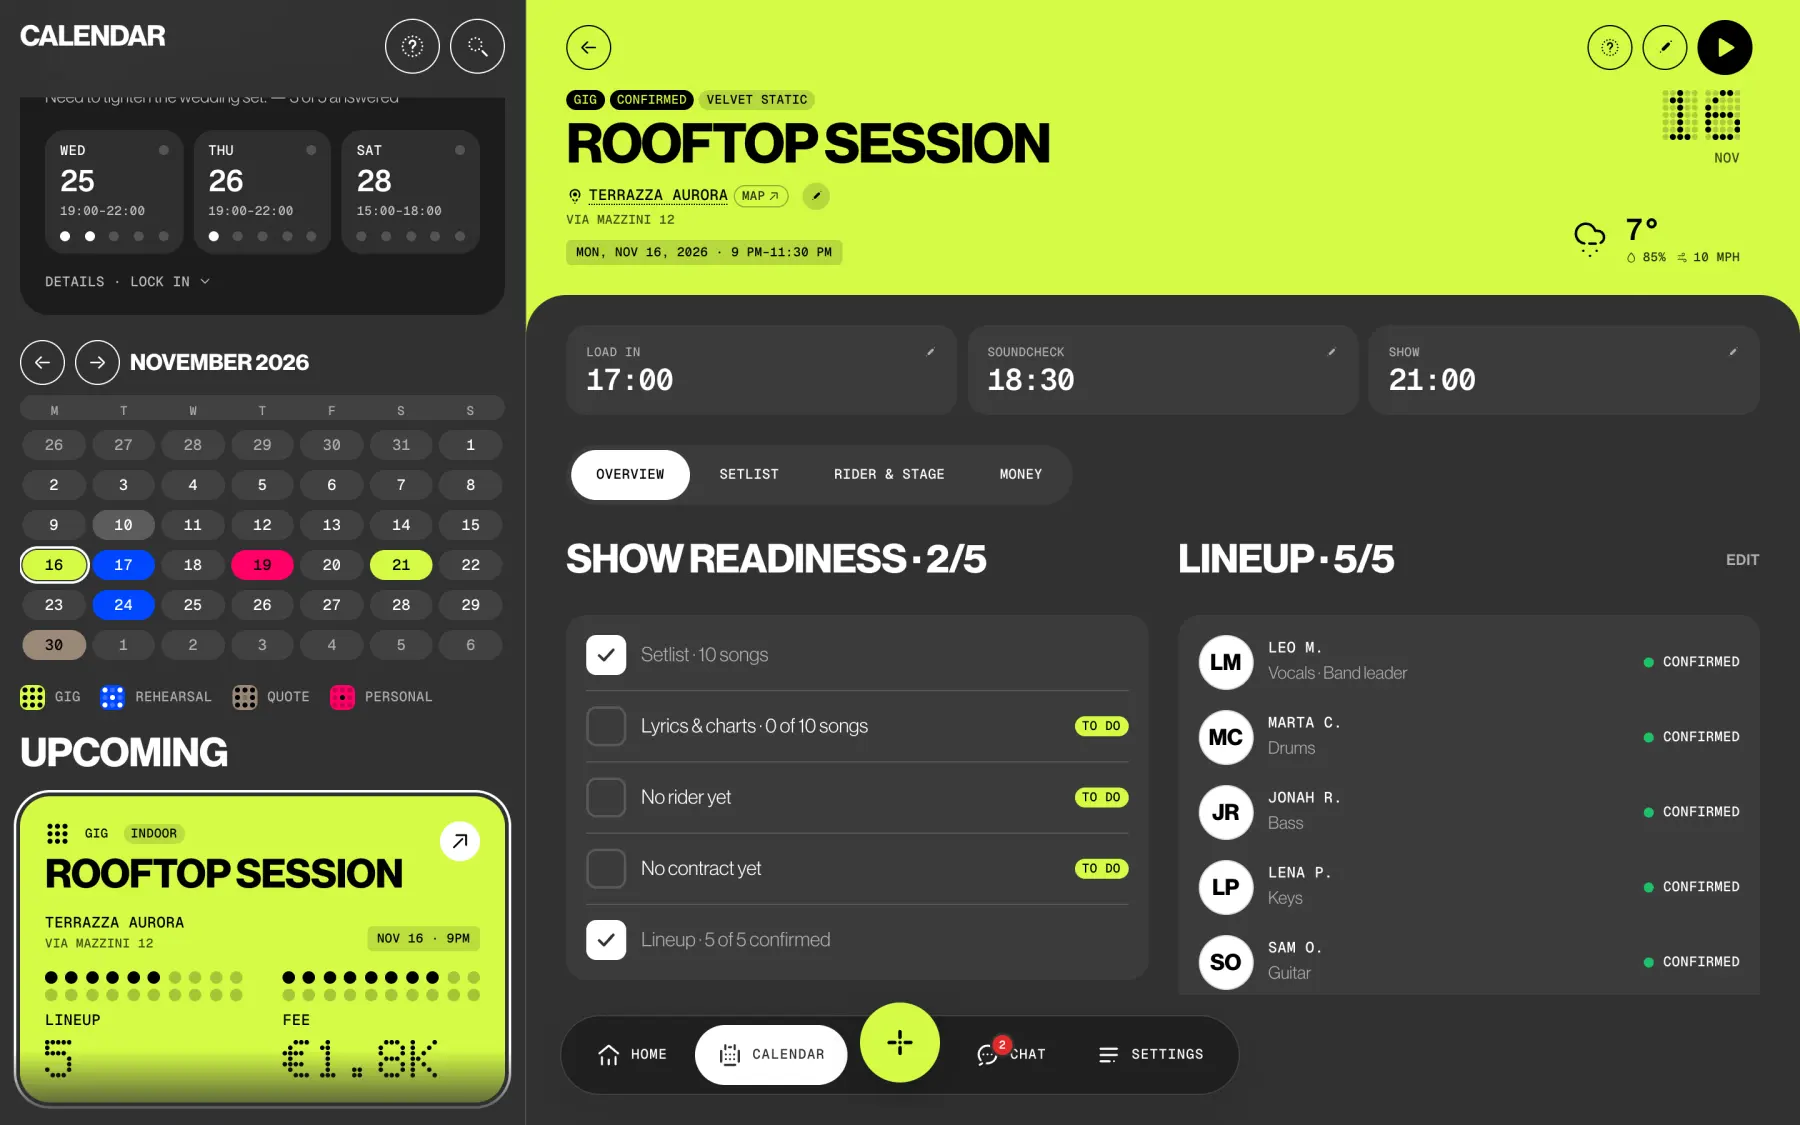 CALENDAR
Need to tighten the wedding set. — 5 of 5 answered
WED
25
19:00-22:00
THU
26
19:00-22:00
SAT
28
15:00-18:00
DETAILS · LOCK IN
NOVEMBER 2026
M T W T F S S
26 27 28 29 30 31 1
2 3 4 5 6 7 8
9 10 11 12 13 14 15
16 17 18 19 20 21 22
23 24 25 26 27 28 29
30 1 2 3 4 5 6
GIG REHEARSAL QUOTE PERSONAL
UPCOMING
GIG INDOOR
ROOFTOP SESSION
TERRAZZA AURORA
VIA MAZZINI 12
NOV 16 · 9PM
LINEUP
5
FEE
€1.8K
GIG CONFIRMED VELVET STATIC
ROOFTOP SESSION
TERRAZZA AURORA MAP
VIA MAZZINI 12
MON, NOV 16, 2026 · 9 PM-11:30 PM
?
16
NOV
7°
85% 10 MPH
LOAD IN
17:00
SOUNDCHECK
18:30
SHOW
21:00
OVERVIEW SETLIST RIDER & STAGE MONEY
SHOW READINESS · 2/5
Setlist · 10 songs
Lyrics & charts · 0 of 10 songs TO DO
No rider yet TO DO
No contract yet TO DO
Lineup · 5 of 5 confirmed
LINEUP · 5/5 EDIT
LM LEO M. CONFIRMED
Vocals · Band leader
MC MARTA C. CONFIRMED
Drums
JR JONAH R. CONFIRMED
Bass
LP LENA P. CONFIRMED
Keys
SO SAM O. CONFIRMED
Guitar
HOME CALENDAR 2 CHAT SETTINGS